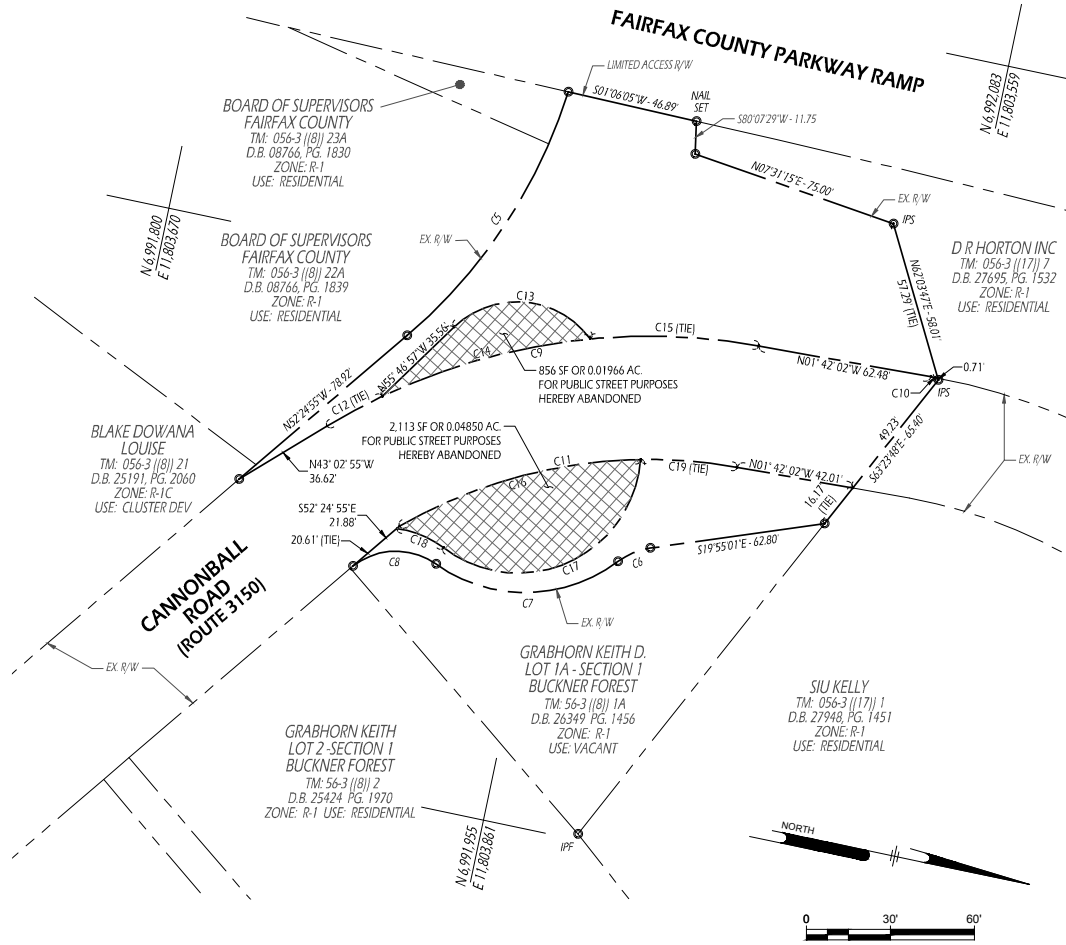 FAIRFAX COUNTY PARKWAY RAMP
LIMITED ACCESS R/W
S01°06'05"W - 46.89'
NAIL
SET
S80°07'29"W - 11.75
N 6,992,083
E 11,803,559
BOARD OF SUPERVISORS
FAIRFAX COUNTY
TM: 056-3 ((8)) 23A
D.B. 08766, PG. 1830
ZONE: R-1
USE: RESIDENTIAL
N07°31'15"E - 75.00'
EX. R/W
IPS
C5
N 6,991,800
E 11,803,670
BOARD OF SUPERVISORS
FAIRFAX COUNTY
TM: 056-3 ((8)) 22A
D.B. 08766, PG. 1839
ZONE: R-1
USE: RESIDENTIAL
EX. R/W
D R HORTON INC
TM: 056-3 ((17)) 7
D.B. 27695, PG. 1532
ZONE: R-1
USE: RESIDENTIAL
N62°03'47"E - 58.01'
57.29' (TIE)
C13
C15 (TIE)
C14
C9
N55° 46' 57"W 35.56'
N01° 42' 02"W 62.48'
0.71'
C10
IPS
856 SF OR 0.01966 AC.
FOR PUBLIC STREET PURPOSES
HEREBY ABANDONED
N52°24'55"W - 78.92'
C12 (TIE)
2,113 SF OR 0.04850 AC.
FOR PUBLIC STREET PURPOSES
HEREBY ABANDONED
49.23'
S63°23'48"E - 65.40'
EX. R/W
BLAKE DOWANA
LOUISE
TM: 056-3 ((8)) 21
D.B. 25191, PG. 2060
ZONE: R-1C
USE: CLUSTER DEV
N43° 02' 55"W
36.62'
C11
C16
C19 (TIE)
N01° 42' 02"W 42.01'
16.17'
(TIE)
S52° 24' 55"E
21.88'
20.61' (TIE)
C18
C8
C17
C6
C7
S19°55'01"E - 62.80'
CANNONBALL
ROAD
(ROUTE 3150)
EX. R/W
EX. R/W
GRABHORN KEITH D.
LOT 1A - SECTION 1
BUCKNER FOREST
TM: 56-3 ((8)) 1A
D.B. 26349 PG. 1456
ZONE: R-1
USE: VACANT
SIU KELLY
TM: 056-3 ((17)) 1
D.B. 27948, PG. 1451
ZONE: R-1
USE: RESIDENTIAL
GRABHORN KEITH
LOT 2 -SECTION 1
BUCKNER FOREST
TM: 56-3 ((8)) 2
D.B. 25424 PG. 1970
ZONE: R-1 USE: RESIDENTIAL
N 6,991,955
E 11,803,861
IPF
NORTH
0 30' 60'